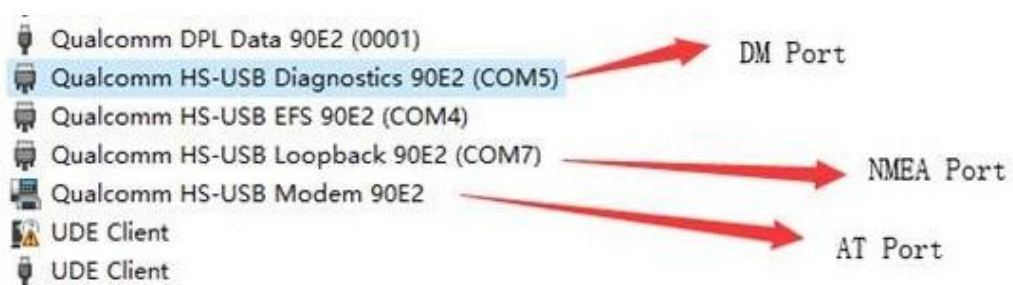 Qualcomm DPL Data 90E2 (0001)
Qualcomm HS-USB Diagnostics 90E2 (COM5)
DM Port
Qualcomm HS-USB EFS 90E2 (COM4)
Qualcomm HS-USB Loopback 90E2 (COM7)
NMEA Port
Qualcomm HS-USB Modem 90E2
AT Port
UDE Client
UDE Client